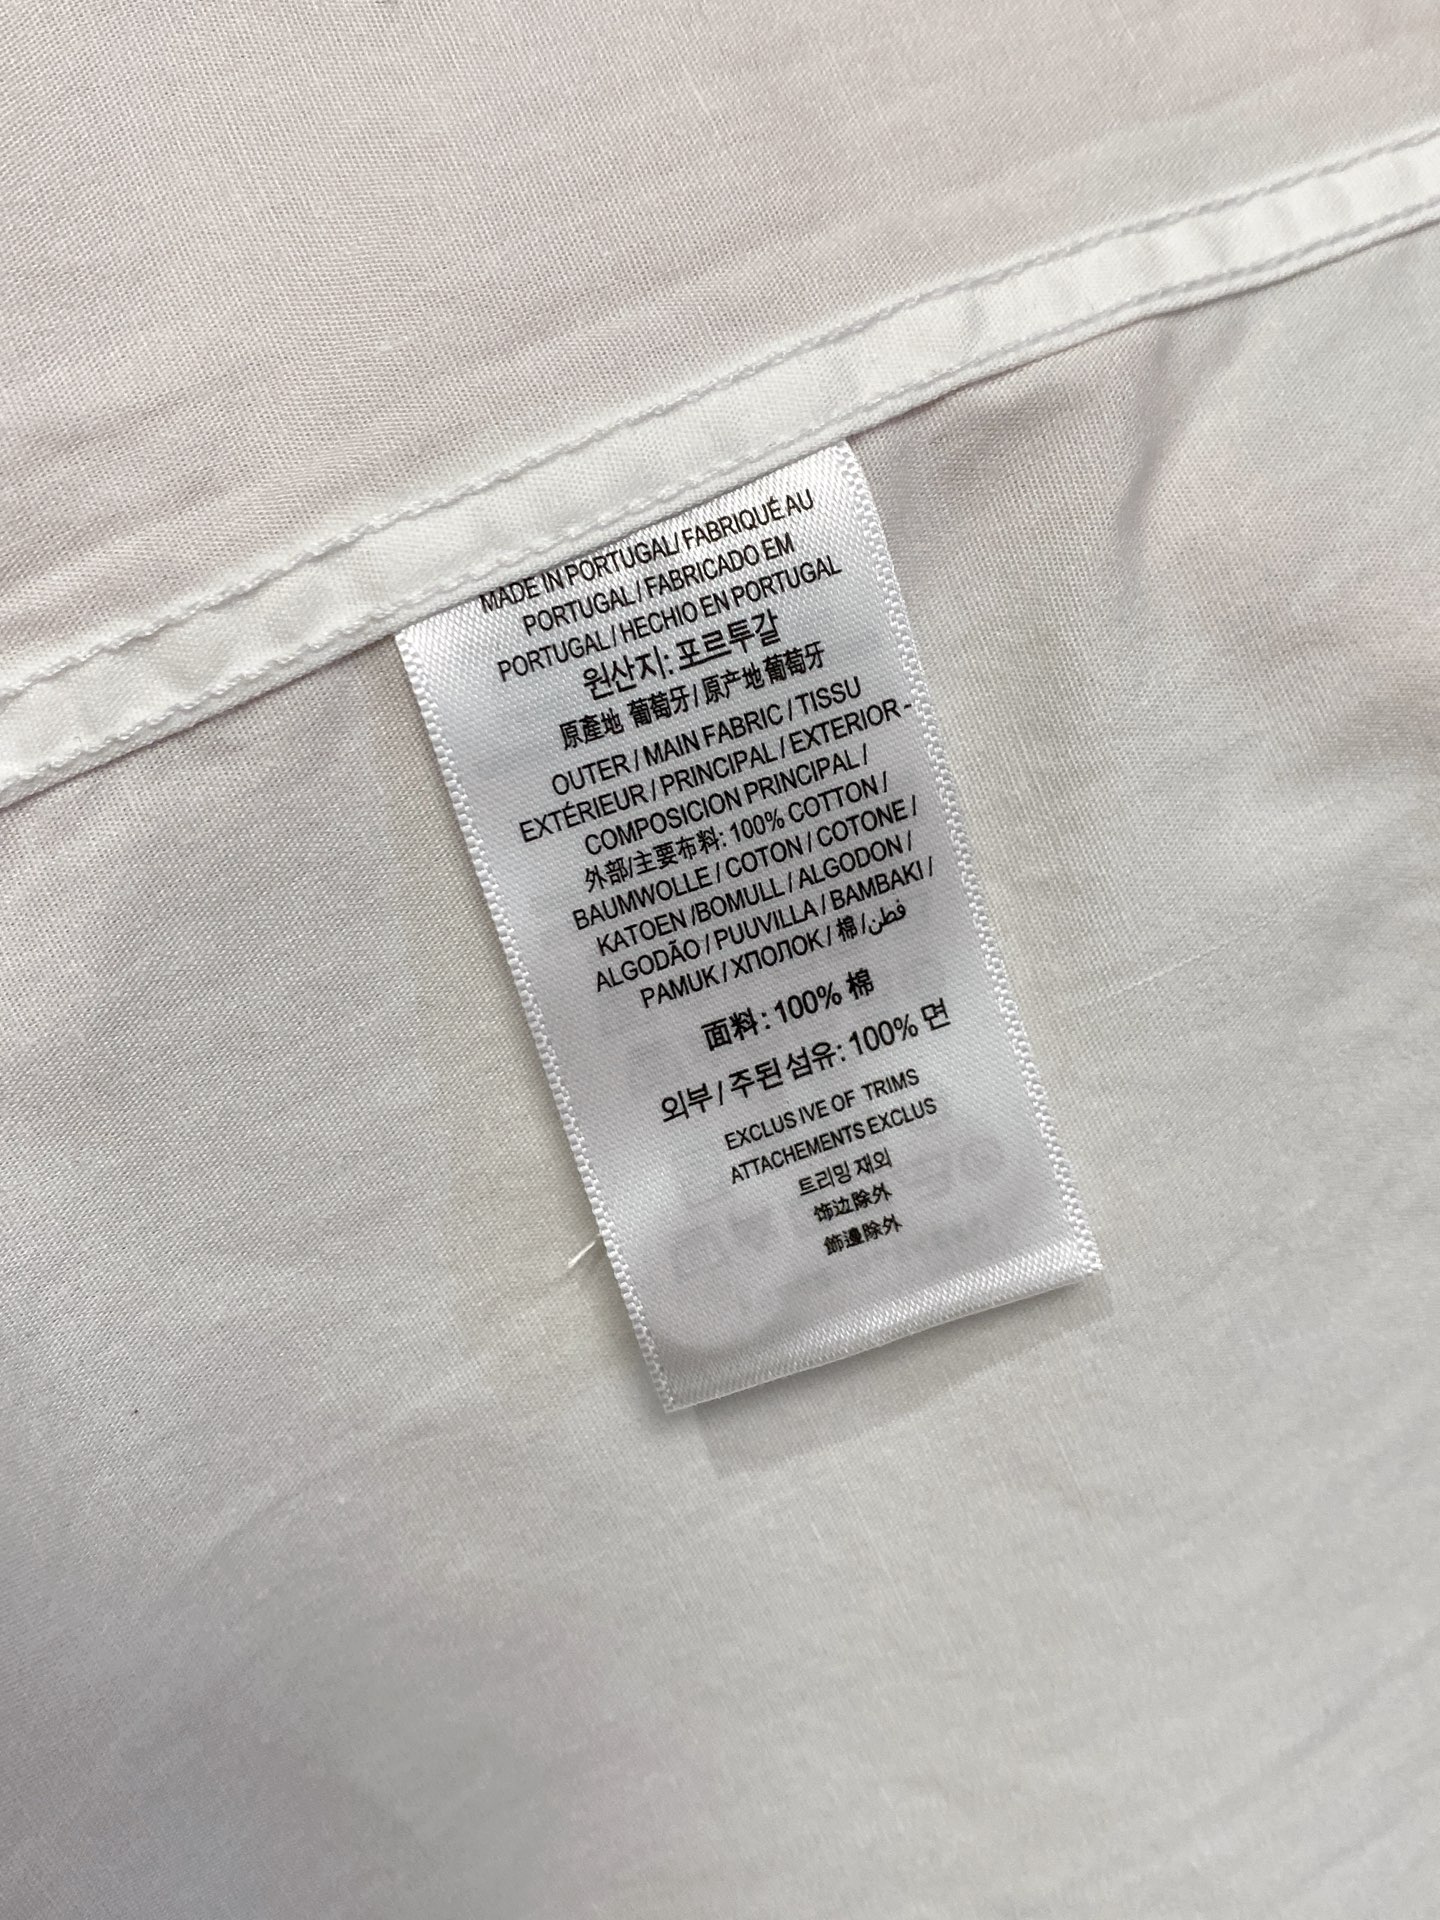 MADE IN PORTUGAL/ FABRIQUÉ AU
PORTUGAL / FABRICADO EM
PORTUGAL / HECHIO EN PORTUGAL
원산지: 포르투갈
原產地 葡萄牙 / 原产地 葡萄牙
OUTER / MAIN FABRIC / TISSU
EXTÉRIEUR / PRINCIPAL / EXTERIOR -
COMPOSICION PRINCIPAL /
外部/主要布料: 100% COTTON /
BAUMWOLLE / COTON / COTONE /
KATOEN /BOMULL / ALGODON /
ALGODÃO / PUUVILLA / BAMBAKI /
PAMUK / ХПОЛОК / 棉 /قطن
面料 : 100% 棉
외부 / 주된 섬유: 100% 면
EXCLUS IVE OF TRIMS
ATTACHEMENTS EXCLUS
트리밍 재외
饰边除外
飾邊除外